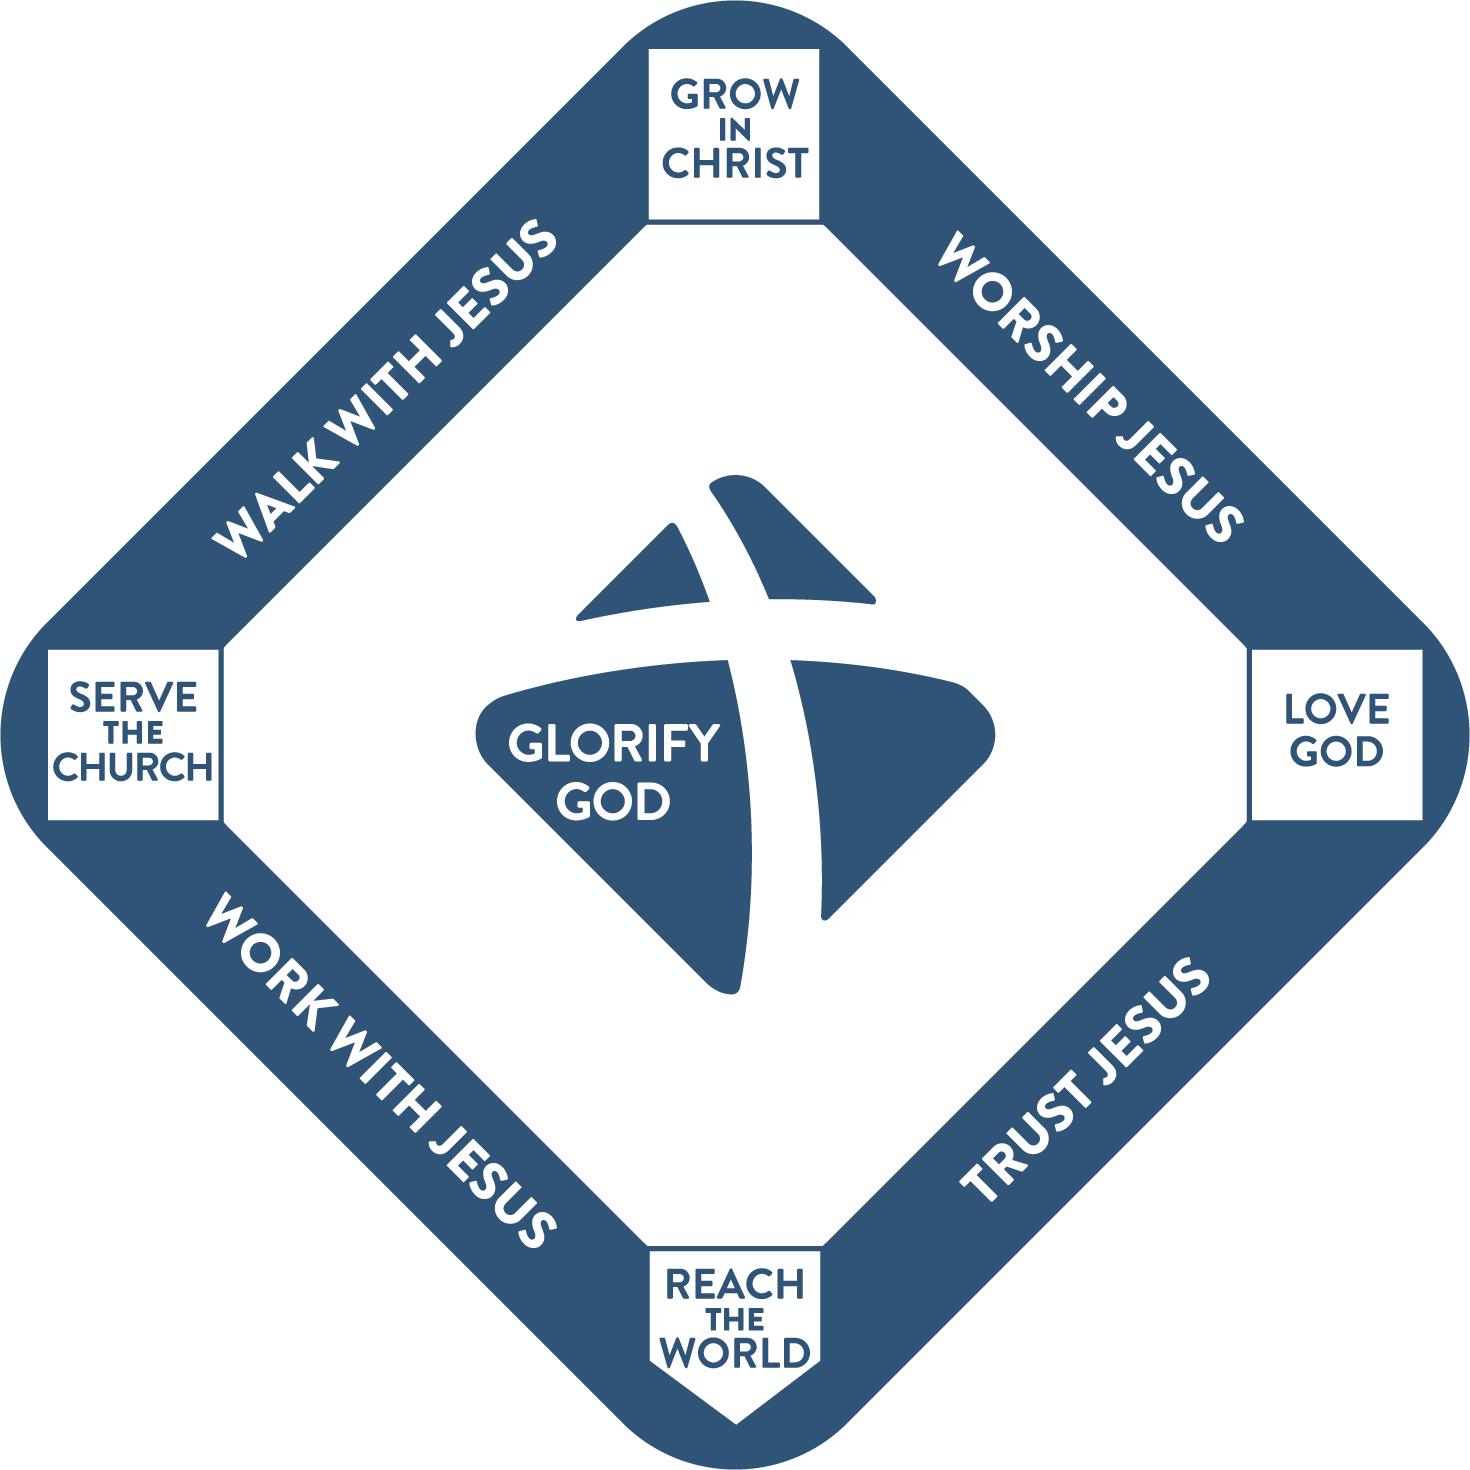 GROW
IN
CHRIST
WALK WITH JESUS
WORSHIP JESUS
SERVE
THE
CHURCH
GLORIFY
GOD
LOVE
GOD
WORK WITH JESUS
TRUST JESUS
REACH
THE
WORLD